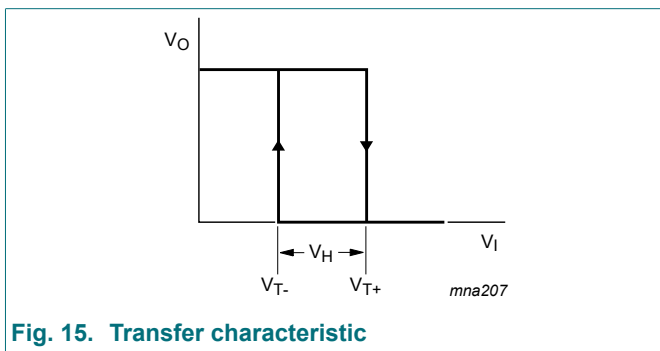 VO
VI
VH
VT-
VT+
mna207
Fig. 15. Transfer characteristic